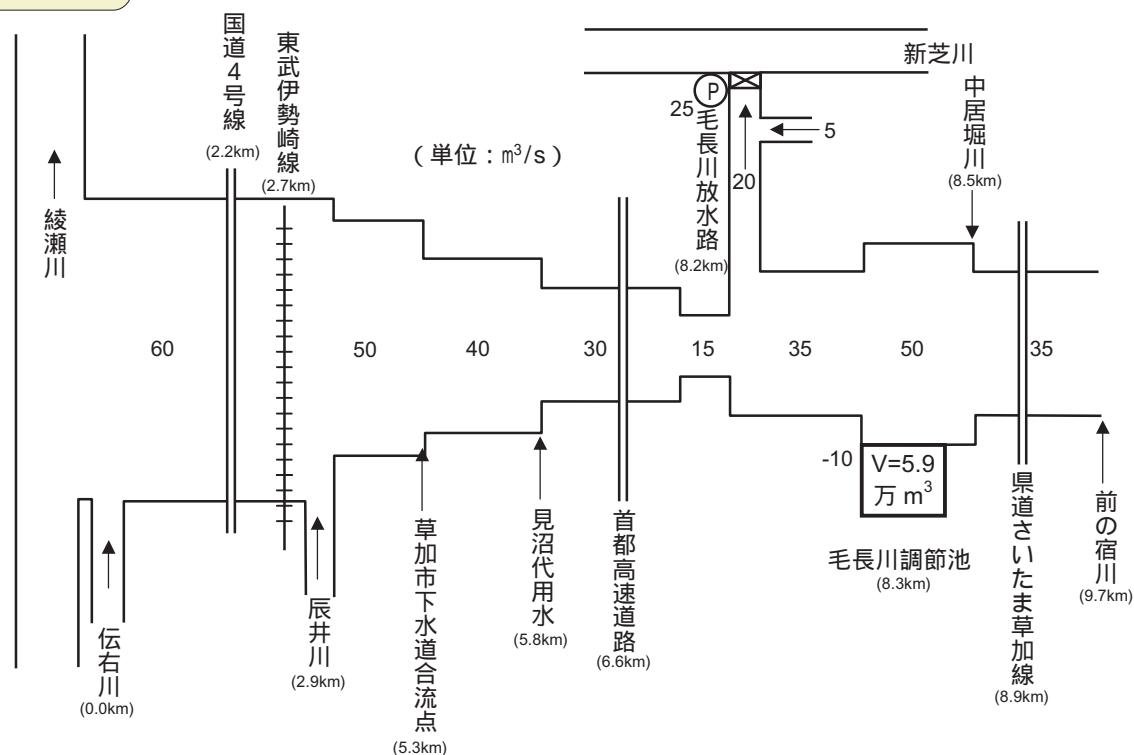 国道4号線
(2.2km)
東武伊勢崎線
(2.7km)
(単位:m³/s)
新芝川
P
25
毛長川放水路
(8.2km)
5
20
中居堀川
(8.5km)
綾瀬川
60
50
40
30
15
35
50
35
-10
V=5.9
万 m³
毛長川調節池
(8.3km)
伝右川
(0.0km)
辰井川
(2.9km)
草加市下水道合流点
(5.3km)
見沼代用水
(5.8km)
首都高速道路
(6.6km)
県道さいたま草加線
(8.9km)
前の宿川
(9.7km)